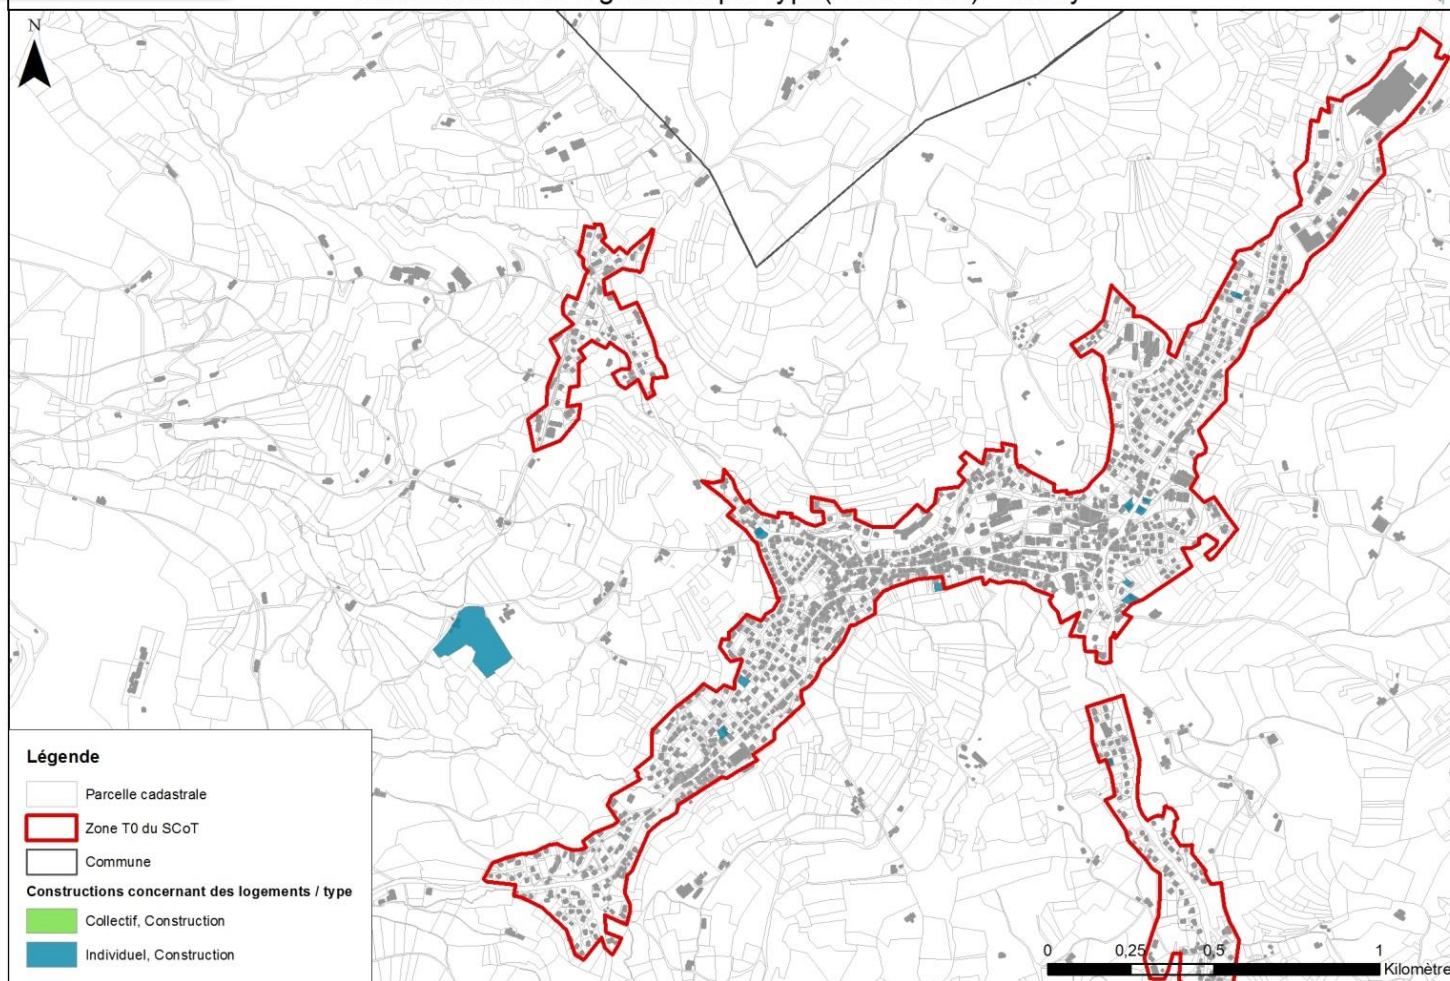 N
Légende
Parcelle cadastrale
Zone T0 du SCoT
Commune
Constructions concernant des logements / type
Collectif, Construction
Individuel, Construction
0 0,25 0,5 1
Kilomètre